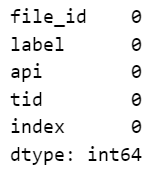 file_id    0
label      0
api        0
tid        0
index      0
dtype: int64